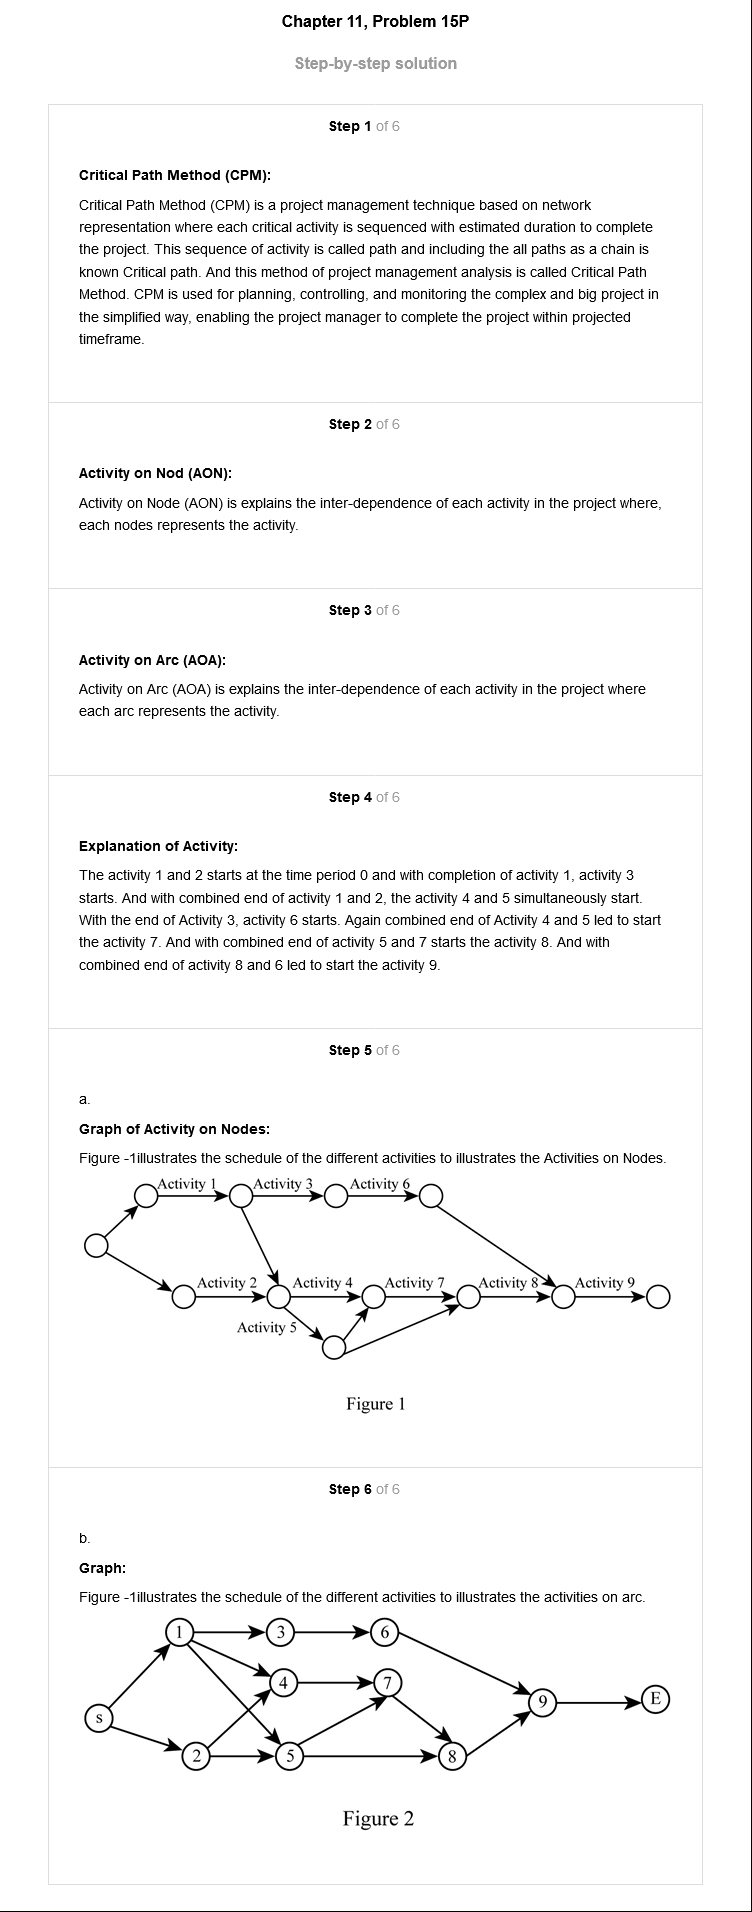 Chapter 11, Problem 15P
Step-by-step solution
Step 1 of 6
Critical Path Method (CPM):
Critical Path Method (CPM) is a project management technique based on network
representation where each critical activity is sequenced with estimated duration to complete
the project. This sequence of activity is called path and including the all paths as a chain is
known Critical path. And this method of project management analysis is called Critical Path
Method. CPM is used for planning, controlling, and monitoring the complex and big project in
the simplified way, enabling the project manager to complete the project within projected
timeframe.
Step 2 of 6
Activity on Nod (AON):
Activity on Node (AON) is explains the inter-dependence of each activity in the project where,
each nodes represents the activity.
Step 3 of 6
Activity on Arc (AOA):
Activity on Arc (AOA) is explains the inter-dependence of each activity in the project where
each arc represents the activity.
Step 4 of 6
Explanation of Activity:
The activity 1 and 2 starts at the time period 0 and with completion of activity 1, activity 3
starts. And with combined end of activity 1 and 2, the activity 4 and 5 simultaneously start.
With the end of Activity 3, activity 6 starts. Again combined end of Activity 4 and 5 led to start
the activity 7. And with combined end of activity 5 and 7 starts the activity 8. And with
combined end of activity 8 and 6 led to start the activity 9.
Step 5 of 6
a.
Graph of Activity on Nodes:
Figure -1illustrates the schedule of the different activities to illustrates the Activities on Nodes.
Activity 1 Activity 3 Activity 6
Activity 2 Activity 4 Activity 7 Activity 8 Activity 9
Activity 5
Figure 1
Step 6 of 6
b.
Graph:
Figure -1illustrates the schedule of the different activities to illustrates the activities on arc.
1 3 6
4 7
9 E
s
2 5 8
Figure 2